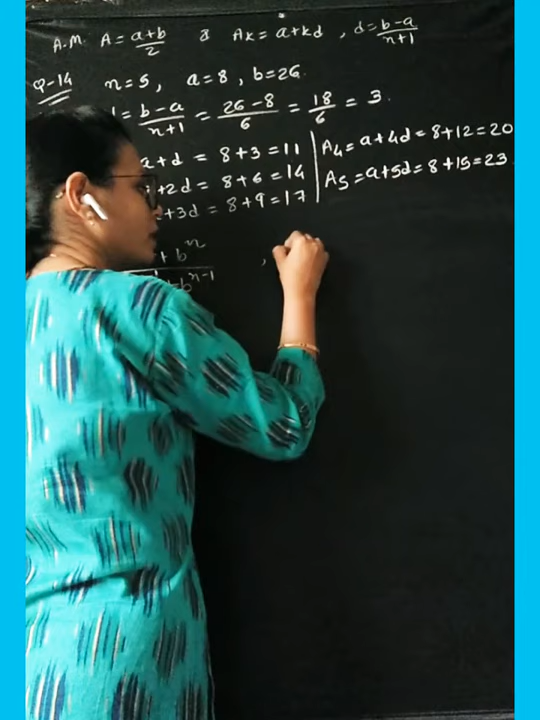 A.M. A = a+b/2 & Ak = a+kd , d = b-a/n+1
Q-14 n=5, a=8, b=26.
= b-a/n+1 = 26-8/6 = 18/6 = 3.
a+d = 8+3 = 11
+2d = 8+6 = 14
+3d = 8+9 = 17
A4 = a+4d = 8+12 = 20
A5 = a+5d = 8+15 = 23
+ b^n
+b^n-1 ,